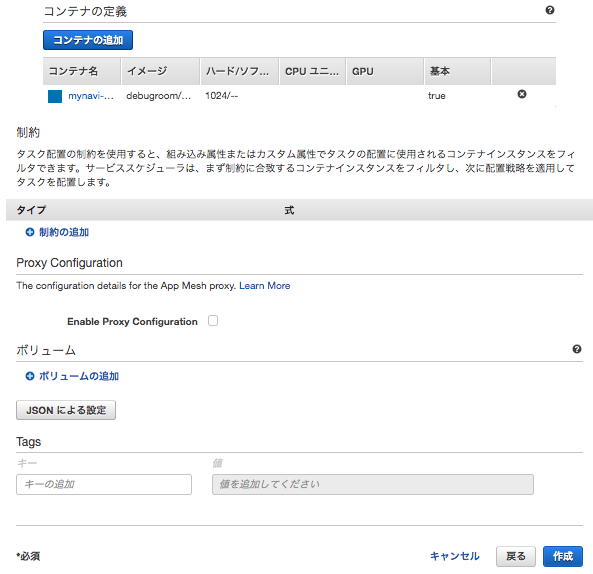 コンテナの定義
コンテナの追加
コンテナ名 イメージ ハード/ソフ... CPU ユニ... GPU 基本
mynavi-... debugroom/... 1024/-- true
制約
タスク配置の制約を使用すると、組み込み属性またはカスタム属性でタスクの配置に使用されるコンテナインスタンスをフィ
ルタできます。サービススケジューラは、まず制約に合致するコンテナインスタンスをフィルタし、次に配置戦略を適用して
タスクを配置します。
タイプ 式
制約の追加
Proxy Configuration
The configuration details for the App Mesh proxy. Learn More
Enable Proxy Configuration
ボリューム
ボリュームの追加
JSON による設定
Tags
キー 値
キーの追加 値を追加してください
*必須 キャンセル 戻る 作成